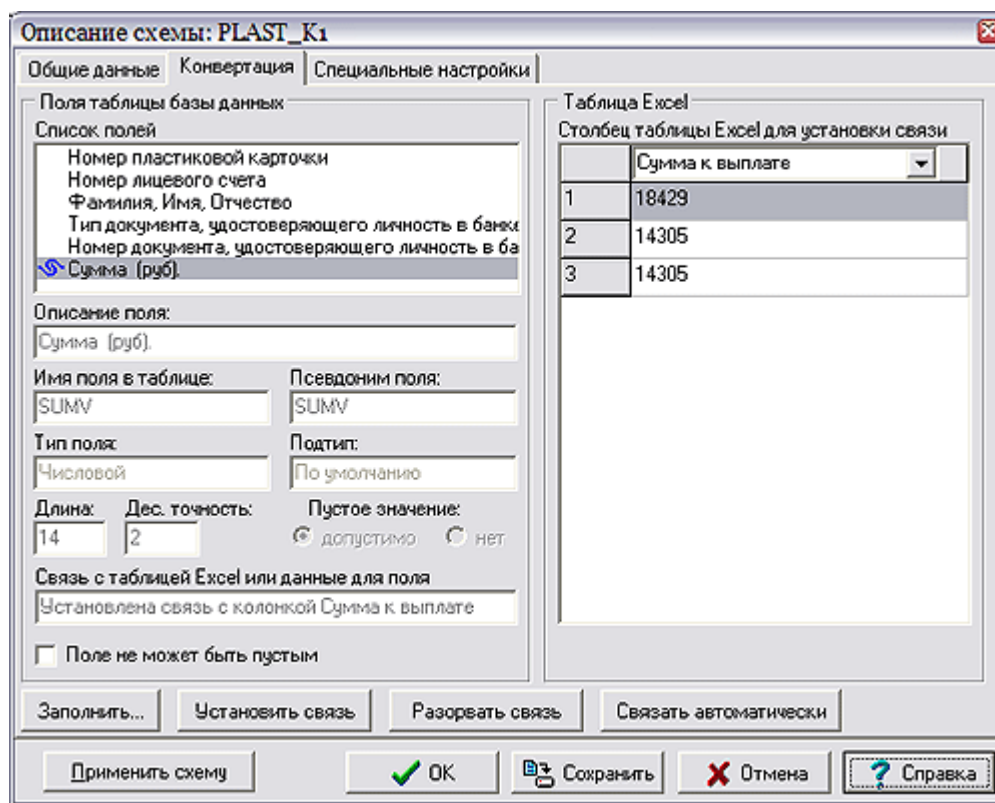 Описание схемы: PLAST_K1
Общие данные Конвертация Специальные настройки
Поля таблицы базы данных
Список полей
Номер пластиковой карточки
Номер лицевого счета
Фамилия, Имя, Отчество
Тип документа, удостоверяющего личность в банке
Номер документа, удостоверяющего личность в ба
Сумма (руб).
Описание поля:
Сумма (руб).
Имя поля в таблице: Псевдоним поля:
SUMV SUMV
Тип поля: Подтип:
Числовой По умолчанию
Длина: Дес. точность: Пустое значение:
14 2 допустимо нет
Связь с таблицей Excel или данные для поля
Установлена связь с колонкой Сумма к выплате
Поле не может быть пустым
Таблица Excel
Столбец таблицы Excel для установки связи
Сумма к выплате
1 18429
2 14305
3 14305
Заполнить... Установить связь Разорвать связь Связать автоматически
Применить схему OK Сохранить Отмена Справка